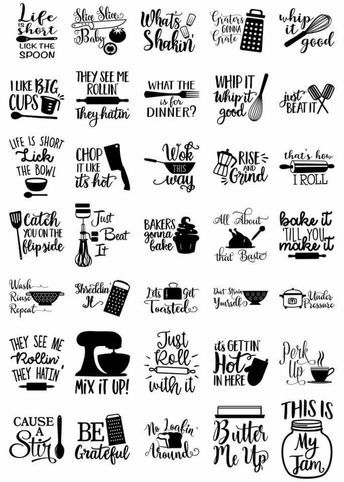 Life
is
short
LICK THE
SPOON
Slice Slice
Baby
What's
Shakin'
Graters
GONNA
Grate
whip
it
good
I LIKE BIG
CUPS
THEY SEE ME
ROLLIN'
They hatin'
WHAT THE
is for
DINNER?
WHIP IT
Whip it
good
just
BEAT IT
LIFE IS SHORT
Lick
THE BOWL
CHOP
IT LIKE
it's hot
Wok
THIS
way
RISE
AND
Grind
that's how
I ROLL
Catch
YOU ON THE
flip side
Just
Beat
It
BAKERS
gonna
bake
All About
that Baste
bake it
'TILL YOU
make it
Wash
Rinse
Repeat
Shreddin'
It
Let's Get
Toasted
Don't Strain
Yourself
Under
Pressure
THEY SEE ME
Rollin'
THEY HATIN'
MIX IT UP!
Just
Roll
with it
it's GETTIN'
Hot
IN HERE
Perk
Up
CAUSE
A
Stir
BE
Grateful
No Loafin'
Around
Butter
Me Up
THIS IS
My
Jam